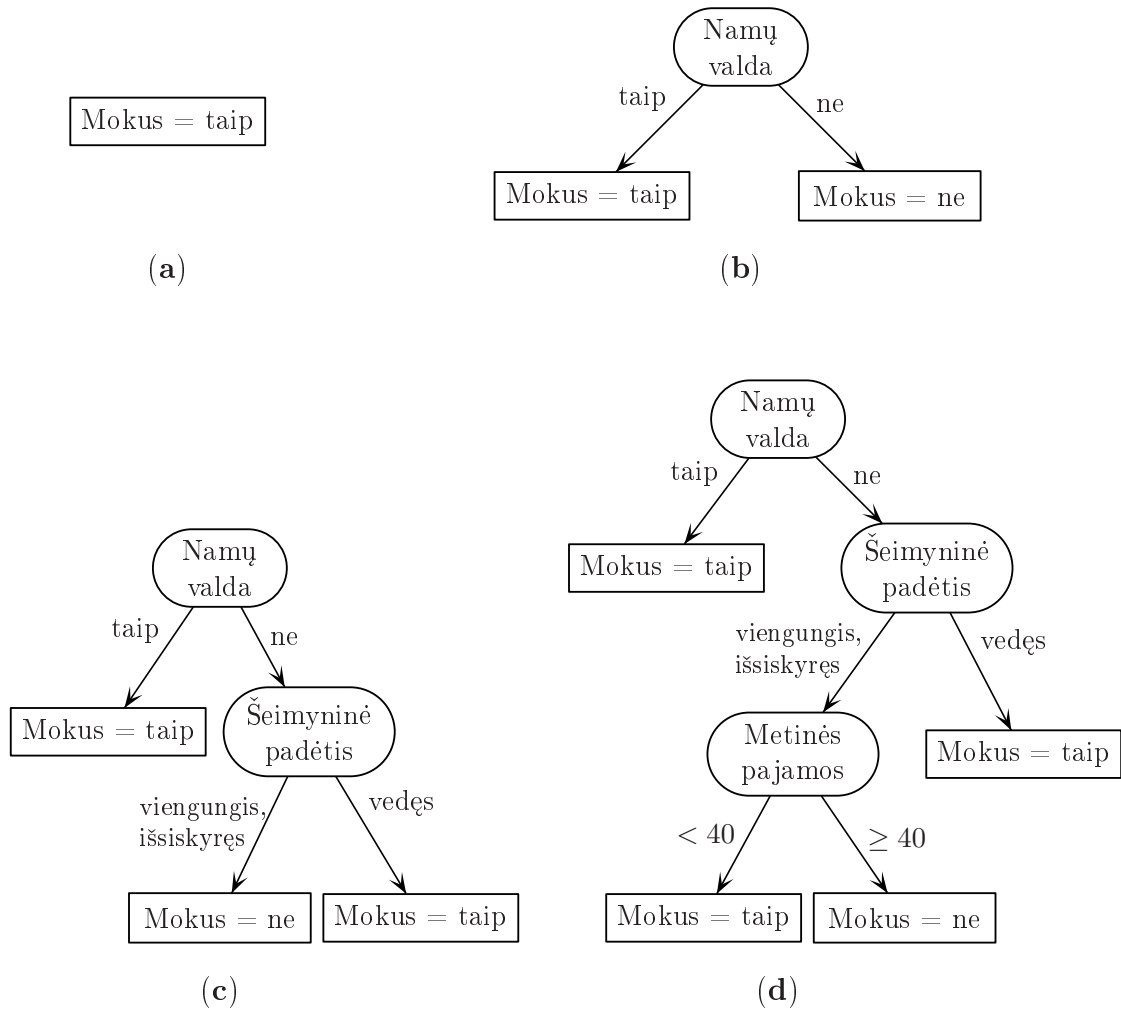 Mokus = taip
(a)
Namų
valda
taip
ne
Mokus = taip
Mokus = ne
(b)
Namų
valda
taip
ne
Mokus = taip
Šeimyninė
padėtis
viengungis,
išsiskyręs
vedęs
Mokus = ne
Mokus = taip
(c)
Namų
valda
taip
ne
Mokus = taip
Šeimyninė
padėtis
viengungis,
išsiskyręs
vedęs
Metinės
pajamos
Mokus = taip
< 40
≥ 40
Mokus = taip
Mokus = ne
(d)